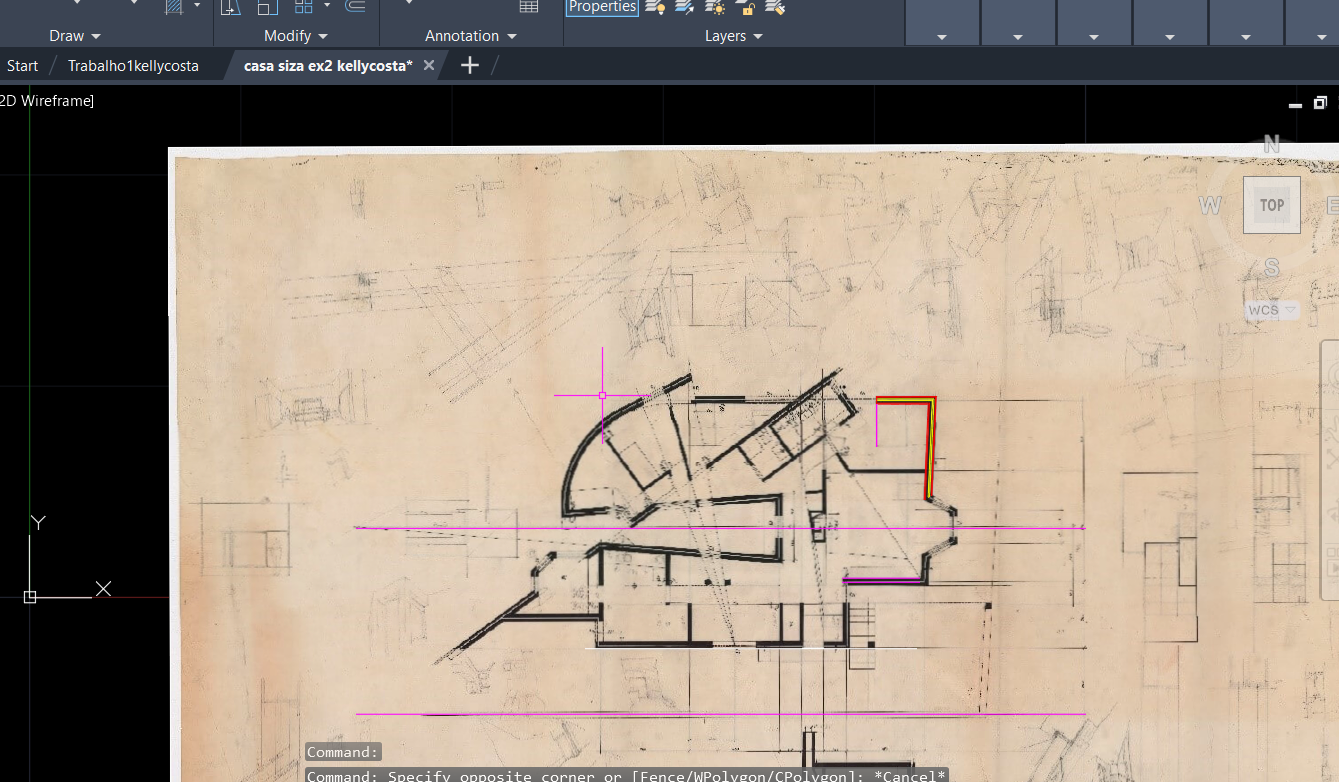 Properties
Draw Modify Annotation Layers
Start Trabalho1kellycosta casa siza ex2 kellycosta*
2D Wireframe]
N
W TOP E
S
WCS
Y
X
Command:
Command: Specify opposite corner or [Fence/WPolygon/CPolygon]: *Cancel*